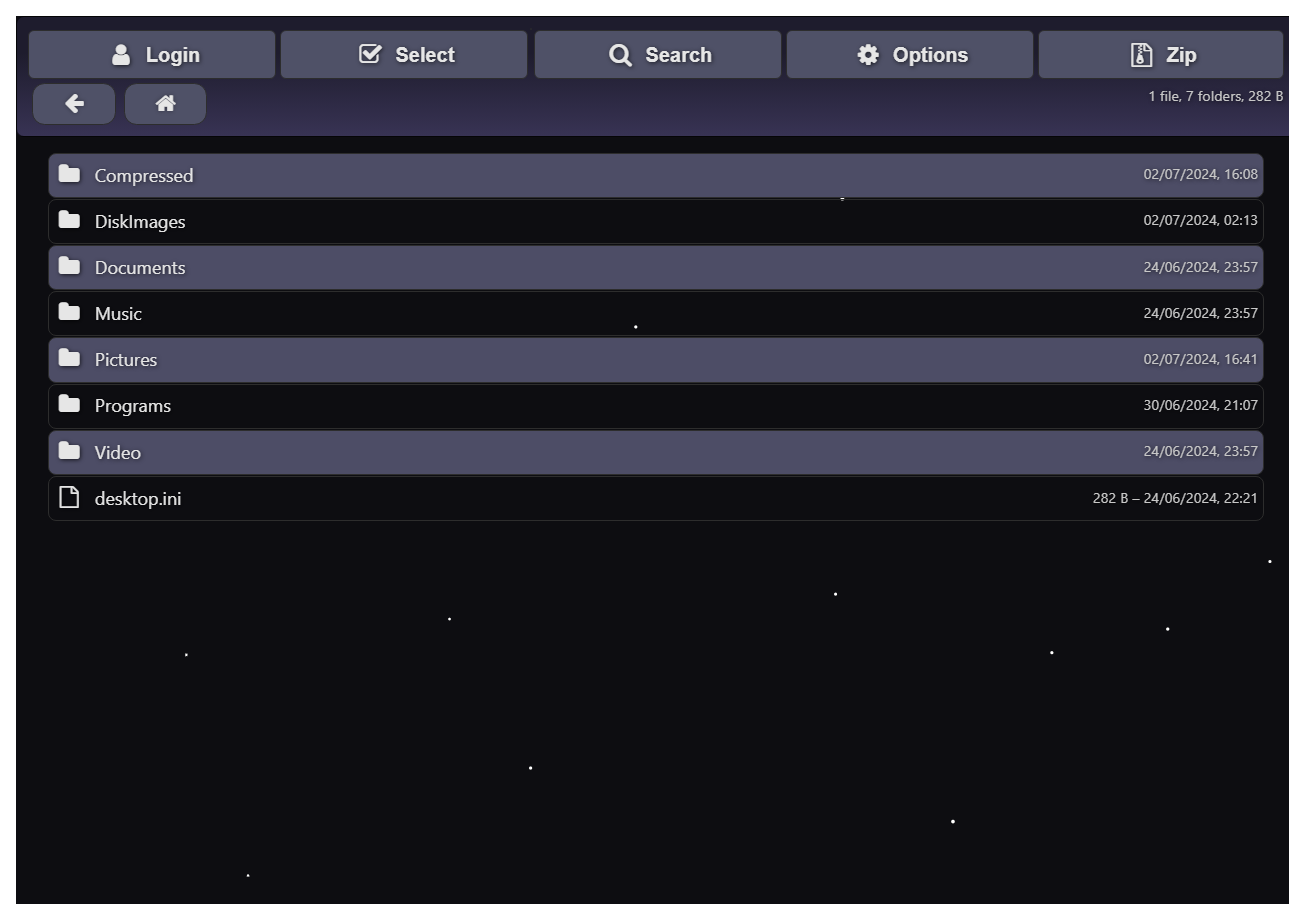 Login Select Search Options Zip
1 file, 7 folders, 282 B
Compressed 02/07/2024, 16:08
DiskImages 02/07/2024, 02:13
Documents 24/06/2024, 23:57
Music 24/06/2024, 23:57
Pictures 02/07/2024, 16:41
Programs 30/06/2024, 21:07
Video 24/06/2024, 23:57
desktop.ini 282 B – 24/06/2024, 22:21